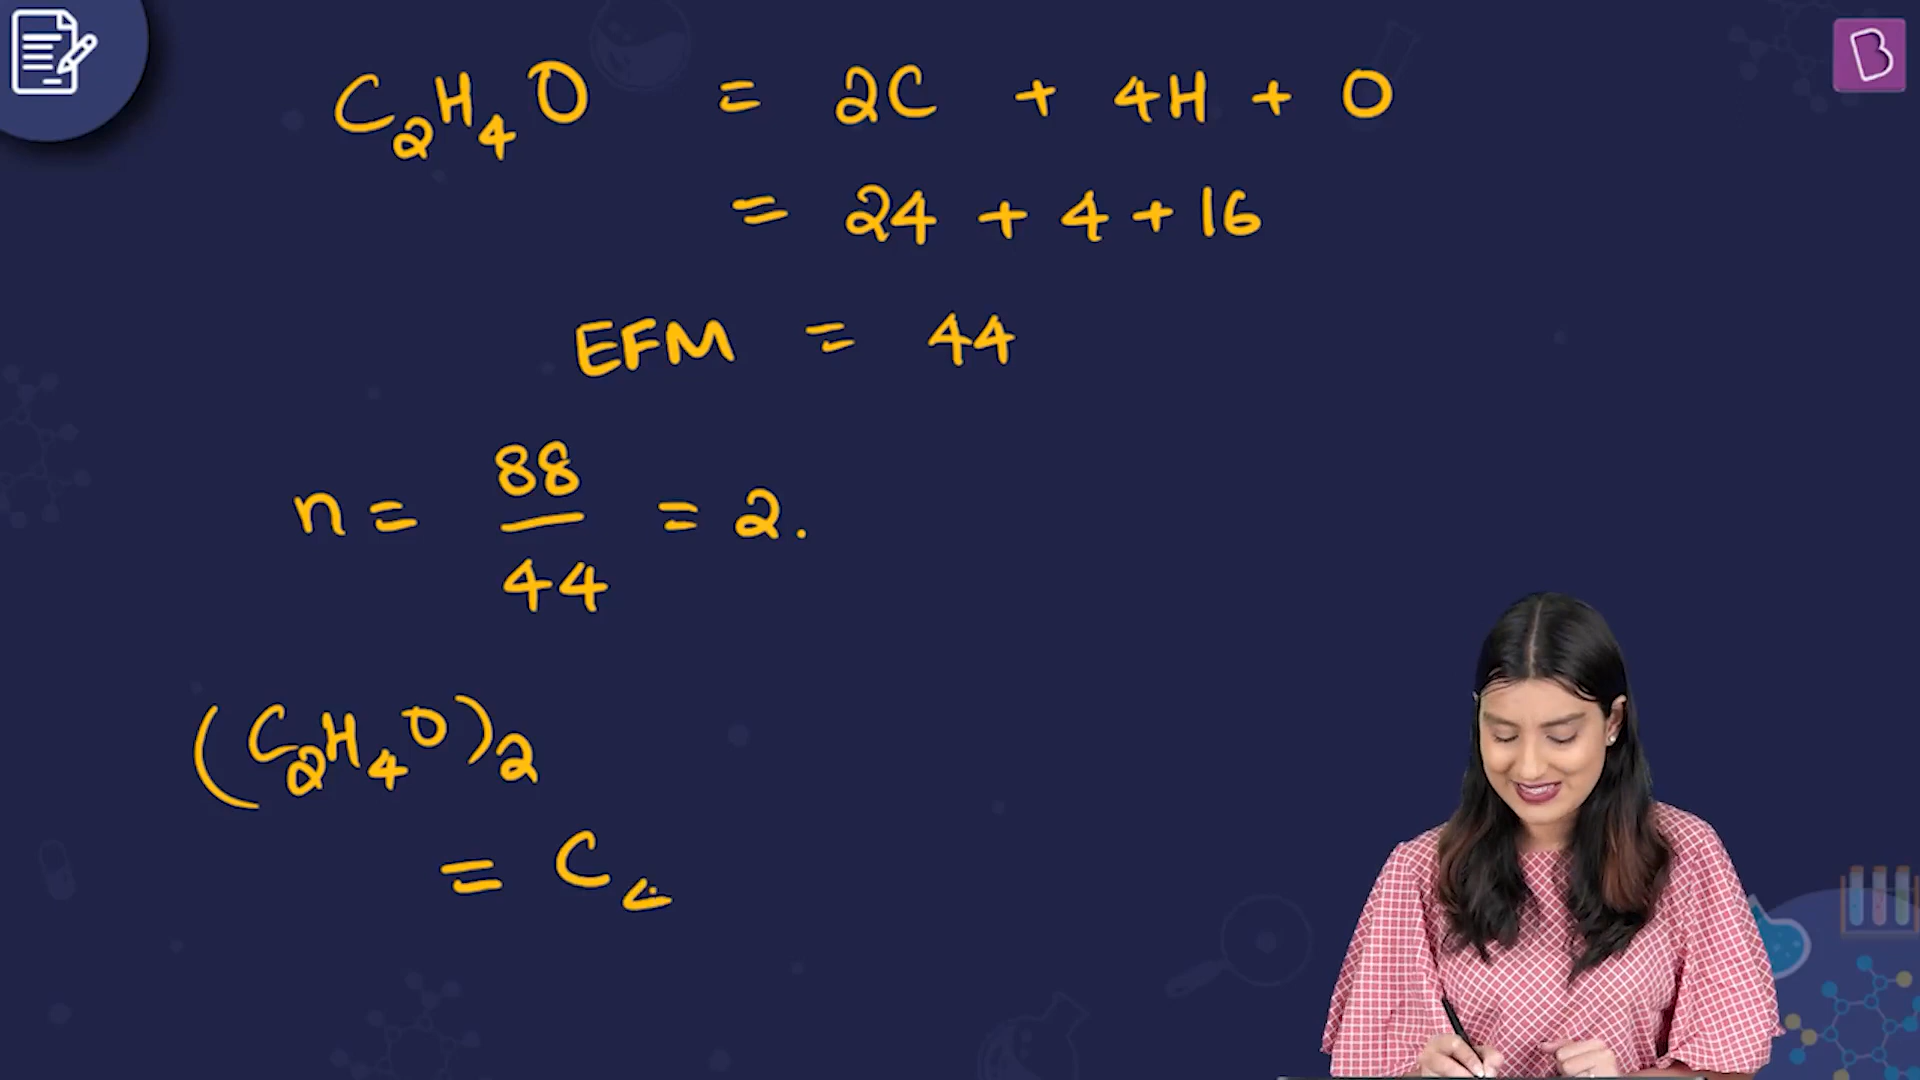 C₂H₄O = 2C + 4H + O
= 24 + 4 + 16
EFM = 44
n = 88/44 = 2.
(C₂H₄O)₂
= C
B